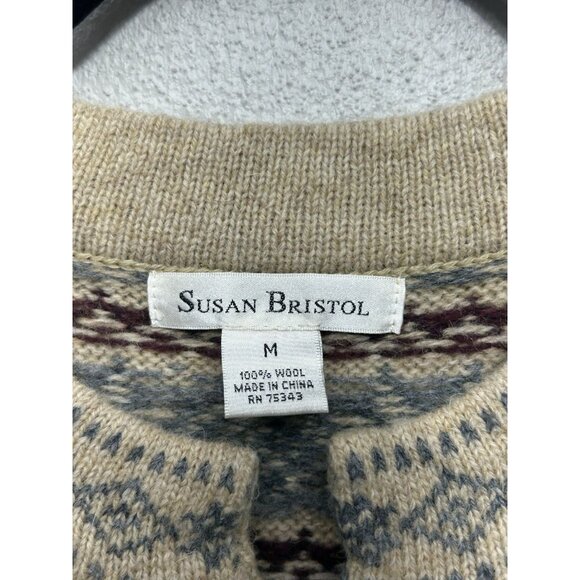 SUSAN BRISTOL
M
100% WOOL
MADE IN CHINA
RN 75343